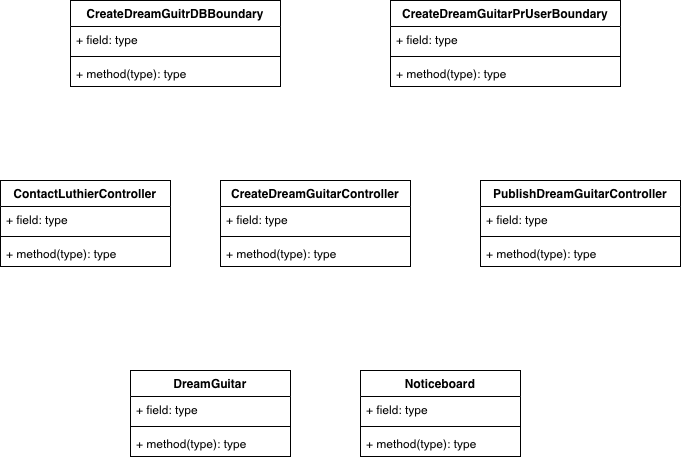 CreateDreamGuitrDBBoundary
+ field: type
+ method(type): type
CreateDreamGuitarPrUserBoundary
+ field: type
+ method(type): type
ContactLuthierController
+ field: type
+ method(type): type
CreateDreamGuitarController
+ field: type
+ method(type): type
PublishDreamGuitarController
+ field: type
+ method(type): type
DreamGuitar
+ field: type
+ method(type): type
Noticeboard
+ field: type
+ method(type): type